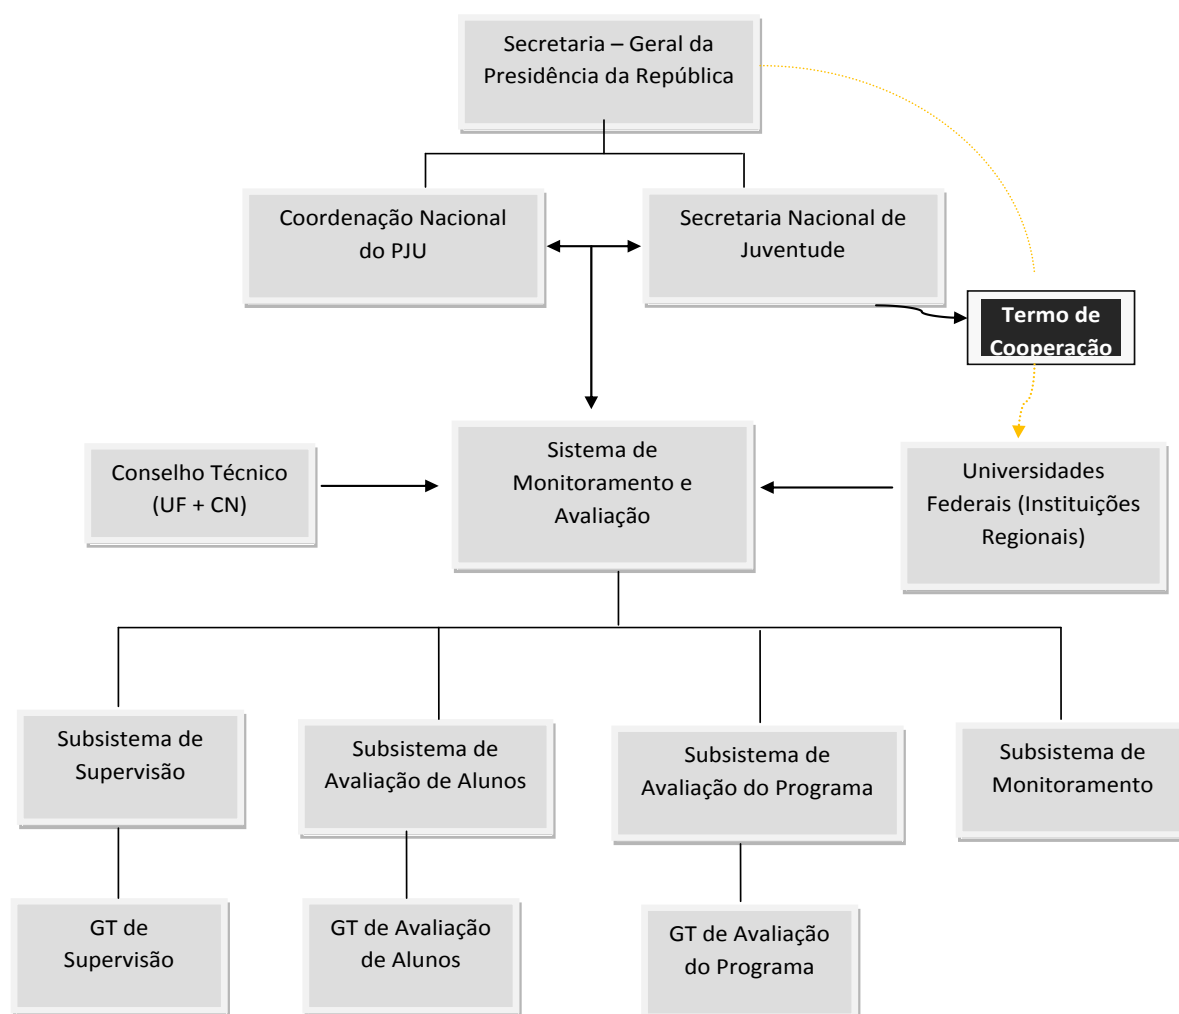 Secretaria – Geral da
Presidência da República
Coordenação Nacional
do PJU
Secretaria Nacional de
Juventude
Termo de
Cooperação
Conselho Técnico
(UF + CN)
Sistema de
Monitoramento e
Avaliação
Universidades
Federais (Instituições
Regionais)
Subsistema de
Supervisão
Subsistema de
Avaliação de Alunos
Subsistema de
Avaliação do Programa
Subsistema de
Monitoramento
GT de
Supervisão
GT de Avaliação
de Alunos
GT de Avaliação
do Programa